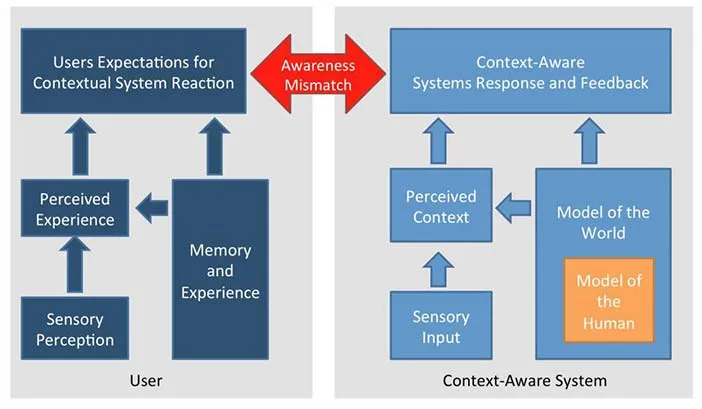 Users Expectations for
Contextual System Reaction
Awareness
Mismatch
Context-Aware
Systems Response and Feedback
Perceived
Experience
Memory
and
Experience
Sensory
Perception
User
Perceived
Context
Model of the
World
Model of
the
Human
Sensory
Input
Context-Aware System